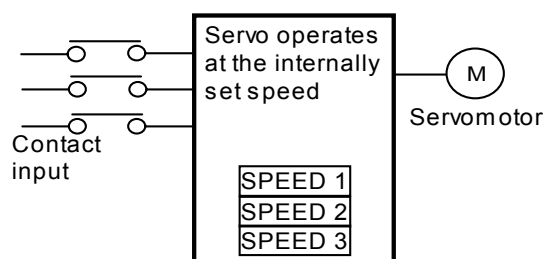 Servo operates
at the internally
set speed
M
Servomotor
Contact
input
SPEED 1
SPEED 2
SPEED 3